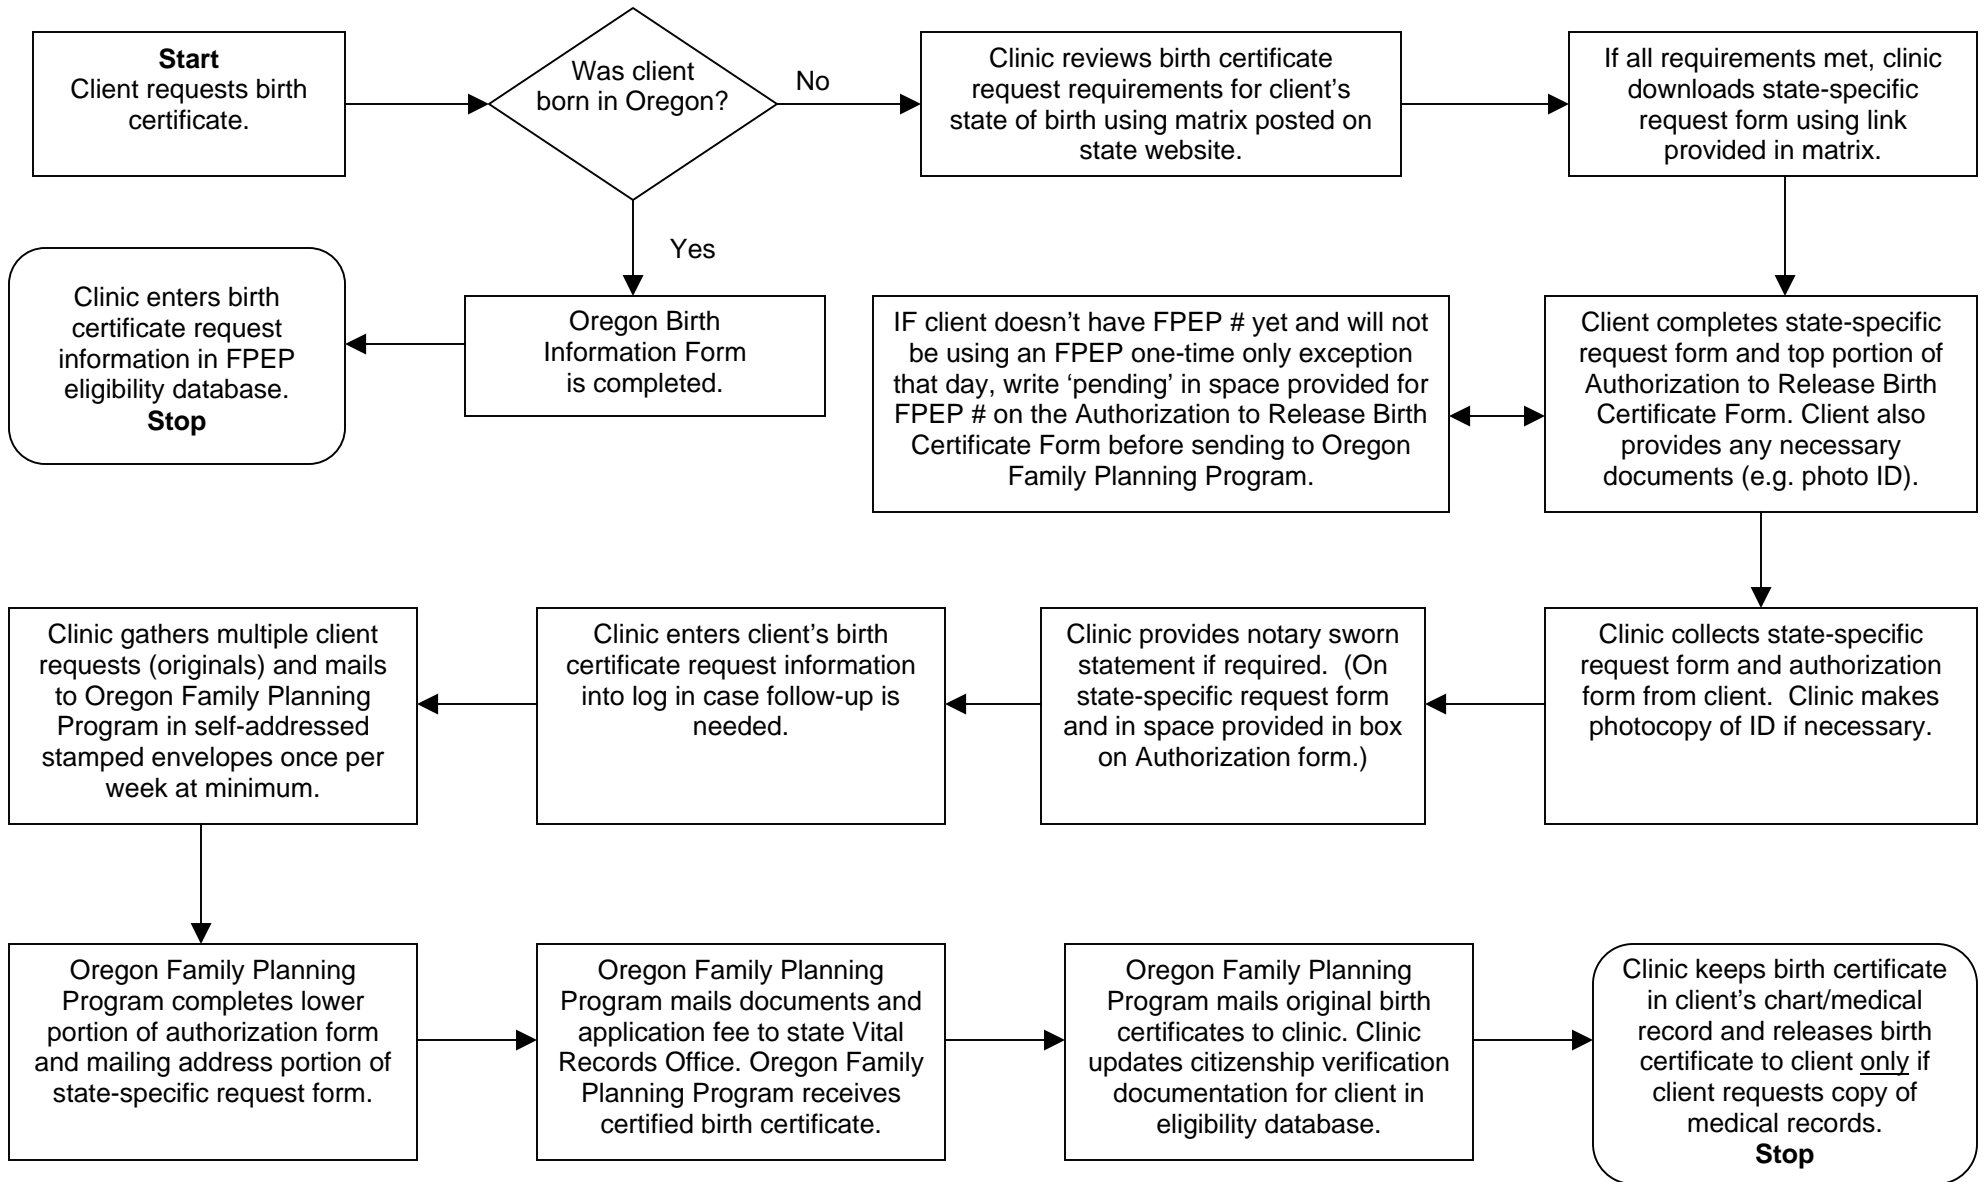 Start
Client requests birth
certificate.
Was client
born in Oregon?
No
Clinic reviews birth certificate
request requirements for client’s
state of birth using matrix posted on
state website.
If all requirements met, clinic
downloads state-specific
request form using link
provided in matrix.
Yes
Clinic enters birth
certificate request
information in FPEP
eligibility database.
Stop
Oregon Birth
Information Form
is completed.
IF client doesn’t have FPEP # yet and will not
be using an FPEP one-time only exception
that day, write ‘pending’ in space provided for
FPEP # on the Authorization to Release Birth
Certificate Form before sending to Oregon
Family Planning Program.
Client completes state-specific
request form and top portion of
Authorization to Release Birth
Certificate Form. Client also
provides any necessary
documents (e.g. photo ID).
Clinic gathers multiple client
requests (originals) and mails
to Oregon Family Planning
Program in self-addressed
stamped envelopes once per
week at minimum.
Clinic enters client’s birth
certificate request information
into log in case follow-up is
needed.
Clinic provides notary sworn
statement if required.  (On
state-specific request form
and in space provided in box
on Authorization form.)
Clinic collects state-specific
request form and authorization
form from client.  Clinic makes
photocopy of ID if necessary.
Oregon Family Planning
Program completes lower
portion of authorization form
and mailing address portion of
state-specific request form.
Oregon Family Planning
Program mails documents and
application fee to state Vital
Records Office. Oregon Family
Planning Program receives
certified birth certificate.
Oregon Family Planning
Program mails original birth
certificates to clinic. Clinic
updates citizenship verification
documentation for client in
eligibility database.
Clinic keeps birth certificate
in client’s chart/medical
record and releases birth
certificate to client only if
client requests copy of
medical records.
Stop